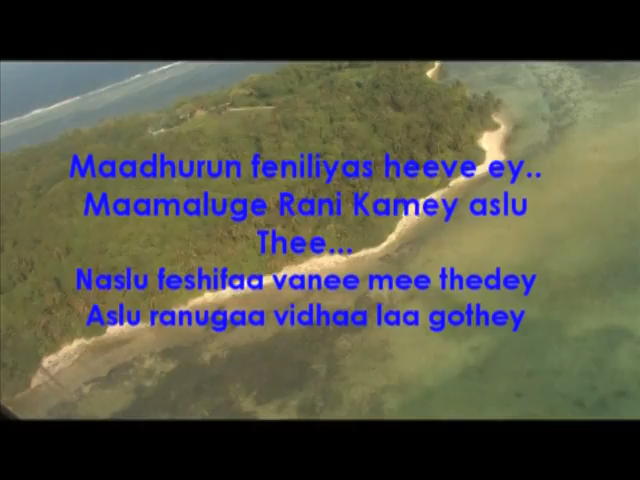 Maadhurun feniliyas heeve ey..
Maamaluge Rani Kamey aslu
Thee...
Naslu feshifaa vanee mee thedey
Aslu ranugaa vidhaa laa gothey